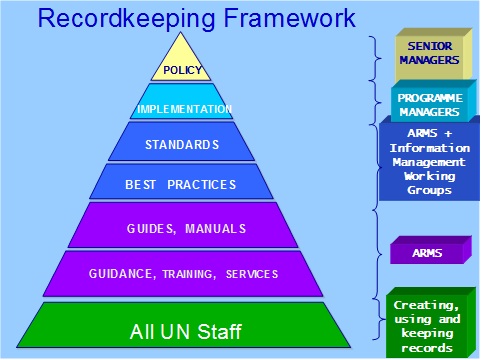 Recordkeeping Framework
POLICY
IMPLEMENTATION
STANDARDS
BEST PRACTICES
GUIDES, MANUALS
GUIDANCE, TRAINING, SERVICES
All UN Staff
SENIOR
MANAGERS
PROGRAMME
MANAGERS
ARMS +
Information
Management
Working
Groups
ARMS
Creating,
using and
keeping
records